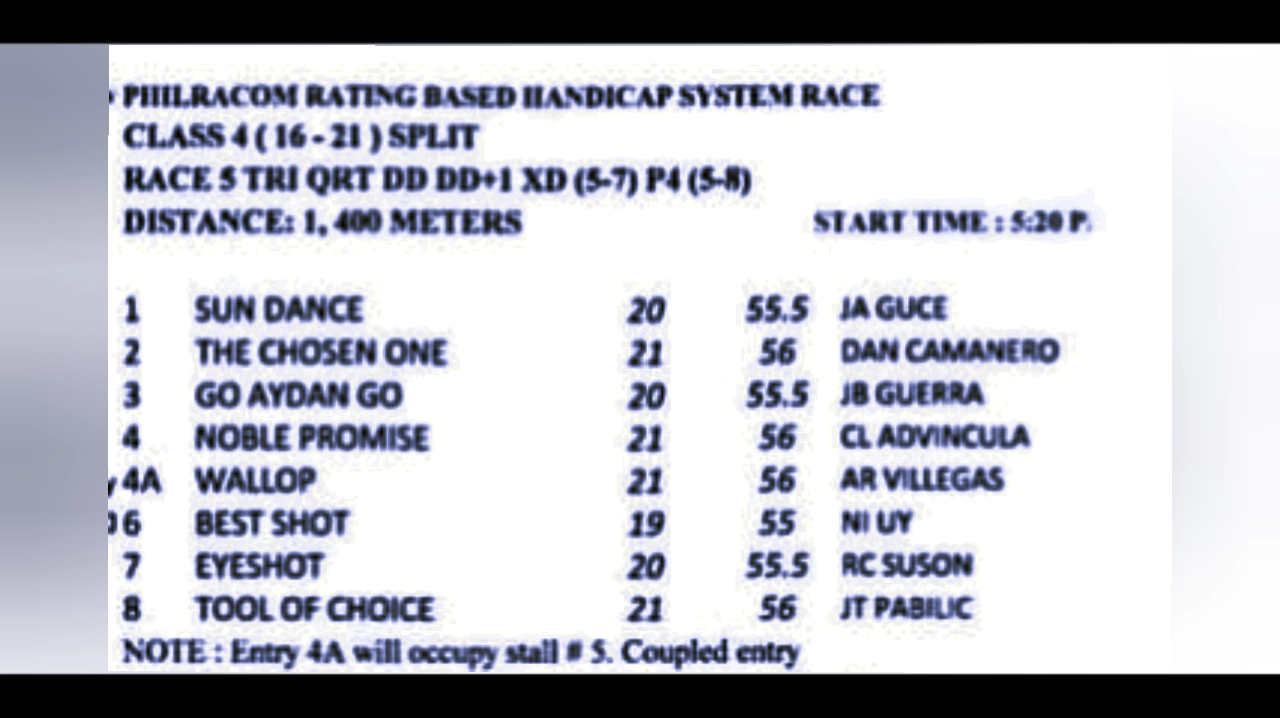 PHILRACOM RATING BASED HANDICAP SYSTEM RACE
CLASS 4 ( 16 - 21 ) SPLIT
RACE 5 TRI QRT DD DD+1 XD (5-7) P4 (5-8)
DISTANCE: 1, 400 METERS START TIME : 5:20 P.
1 SUN DANCE 20 55.5 JA GUCE
2 THE CHOSEN ONE 21 56 DAN CAMANERO
3 GO AYDAN GO 20 55.5 JB GUERRA
4 NOBLE PROMISE 21 56 CL ADVINCULA
4A WALLOP 21 56 AR VILLEGAS
6 BEST SHOT 19 55 NI UY
7 EYESHOT 20 55.5 RC SUSON
8 TOOL OF CHOICE 21 56 JT PABILIC
NOTE : Entry 4A will occupy stall # 5. Coupled entry